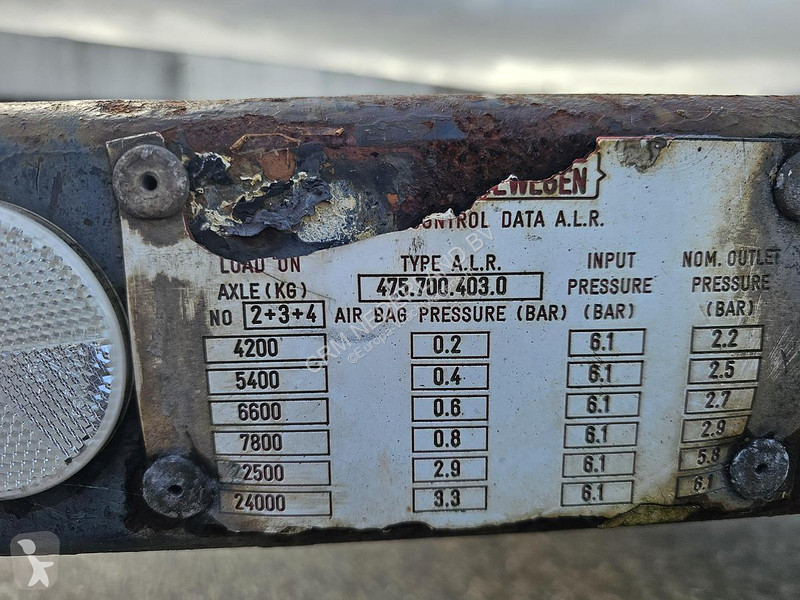 CONTROL DATA A.L.R.
LOAD ON TYPE A.L.R. INPUT NOM. OUTLET
AXLE (KG) 475.700.403.0 PRESSURE PRESSURE
NO 2+3+4 AIR BAG PRESSURE (BAR) (BAR) (BAR)
4200 0.2 6.1 2.2
5400 0.4 6.1 2.5
6600 0.6 6.1 2.7
7800 0.8 6.1 2.9
22500 2.9 6.1 5.8
24000 3.3 6.1 6.1